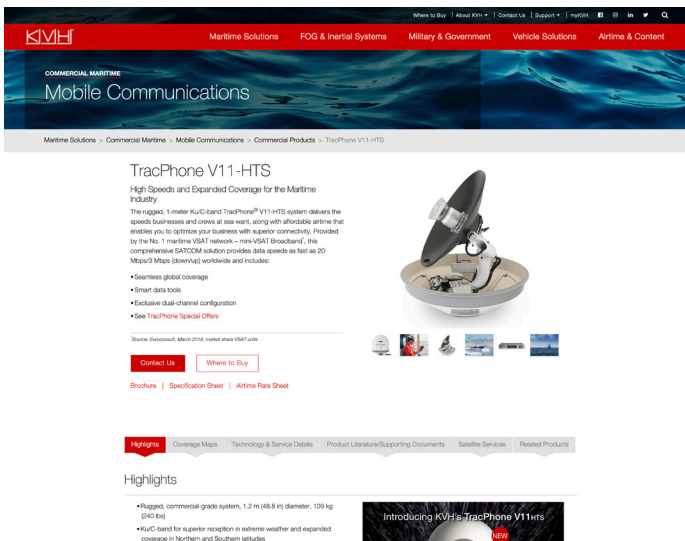 Where to Buy | About KVH | Contact Us | Support | myKVH
KVH
Maritime Solutions FOG & Inertial Systems Military & Government Vehicle Solutions Airtime & Content
COMMERCIAL MARITIME
Mobile Communications
Maritime Solutions > Commercial Maritime > Mobile Communications > Commercial Products > TracPhone V11-HTS
TracPhone V11-HTS
High Speeds and Expanded Coverage for the Maritime
Industry
The rugged, 1-meter Ku/C-band TracPhone® V11-HTS system delivers the
speeds businesses and crews at sea want, along with affordable airtime that
enables you to optimize your business with superior connectivity. Provided
by the No. 1 maritime VSAT network – mini-VSAT Broadband*, this
comprehensive SATCOM solution provides data speeds as fast as 20
Mbps/3 Mbps (down/up) worldwide and includes:
• Seamless global coverage
• Smart data tools
• Exclusive dual-channel configuration
• See TracPhone Special Offers
*Source: Euroconsult, March 2018, market share VSAT units
Contact Us Where to Buy
Brochure | Specification Sheet | Airtime Rate Sheet
Highlights Coverage Maps Technology & Service Details Product Literature/Supporting Documents Satellite Services Related Products
Highlights
• Rugged, commercial-grade system, 1.2 m (48.8 in) diameter, 109 kg
(240 lbs)
• Ku/C-band for superior reception in extreme weather and expanded
coverage in Northern and Southern latitudes
Introducing KVH's TracPhone V11HTS
NEW